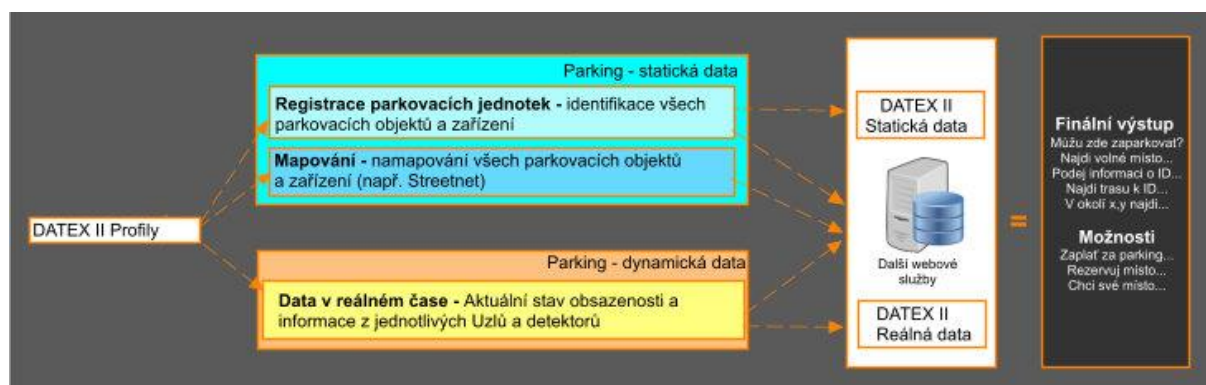 DATEX II Profily
Parking - statická data
Registrace parkovacích jednotek - identifikace všech
parkovacích objektů a zařízení
Mapování - namapování všech parkovacích objektů
a zařízení (např. Streetnet)
Parking - dynamická data
Data v reálném čase - Aktuální stav obsazenosti a
informace z jednotlivých Uzlů a detektorů
DATEX II
Statická data
Další webové
služby
DATEX II
Reálná data
=
Finální výstup
Můžu zde zaparkovat?
Najdi volné místo...
Podej informaci o ID...
Najdi trasu k ID...
V okolí x,y najdi...
Možnosti
Zaplať za parking...
Rezervuj místo...
Chci své místo...